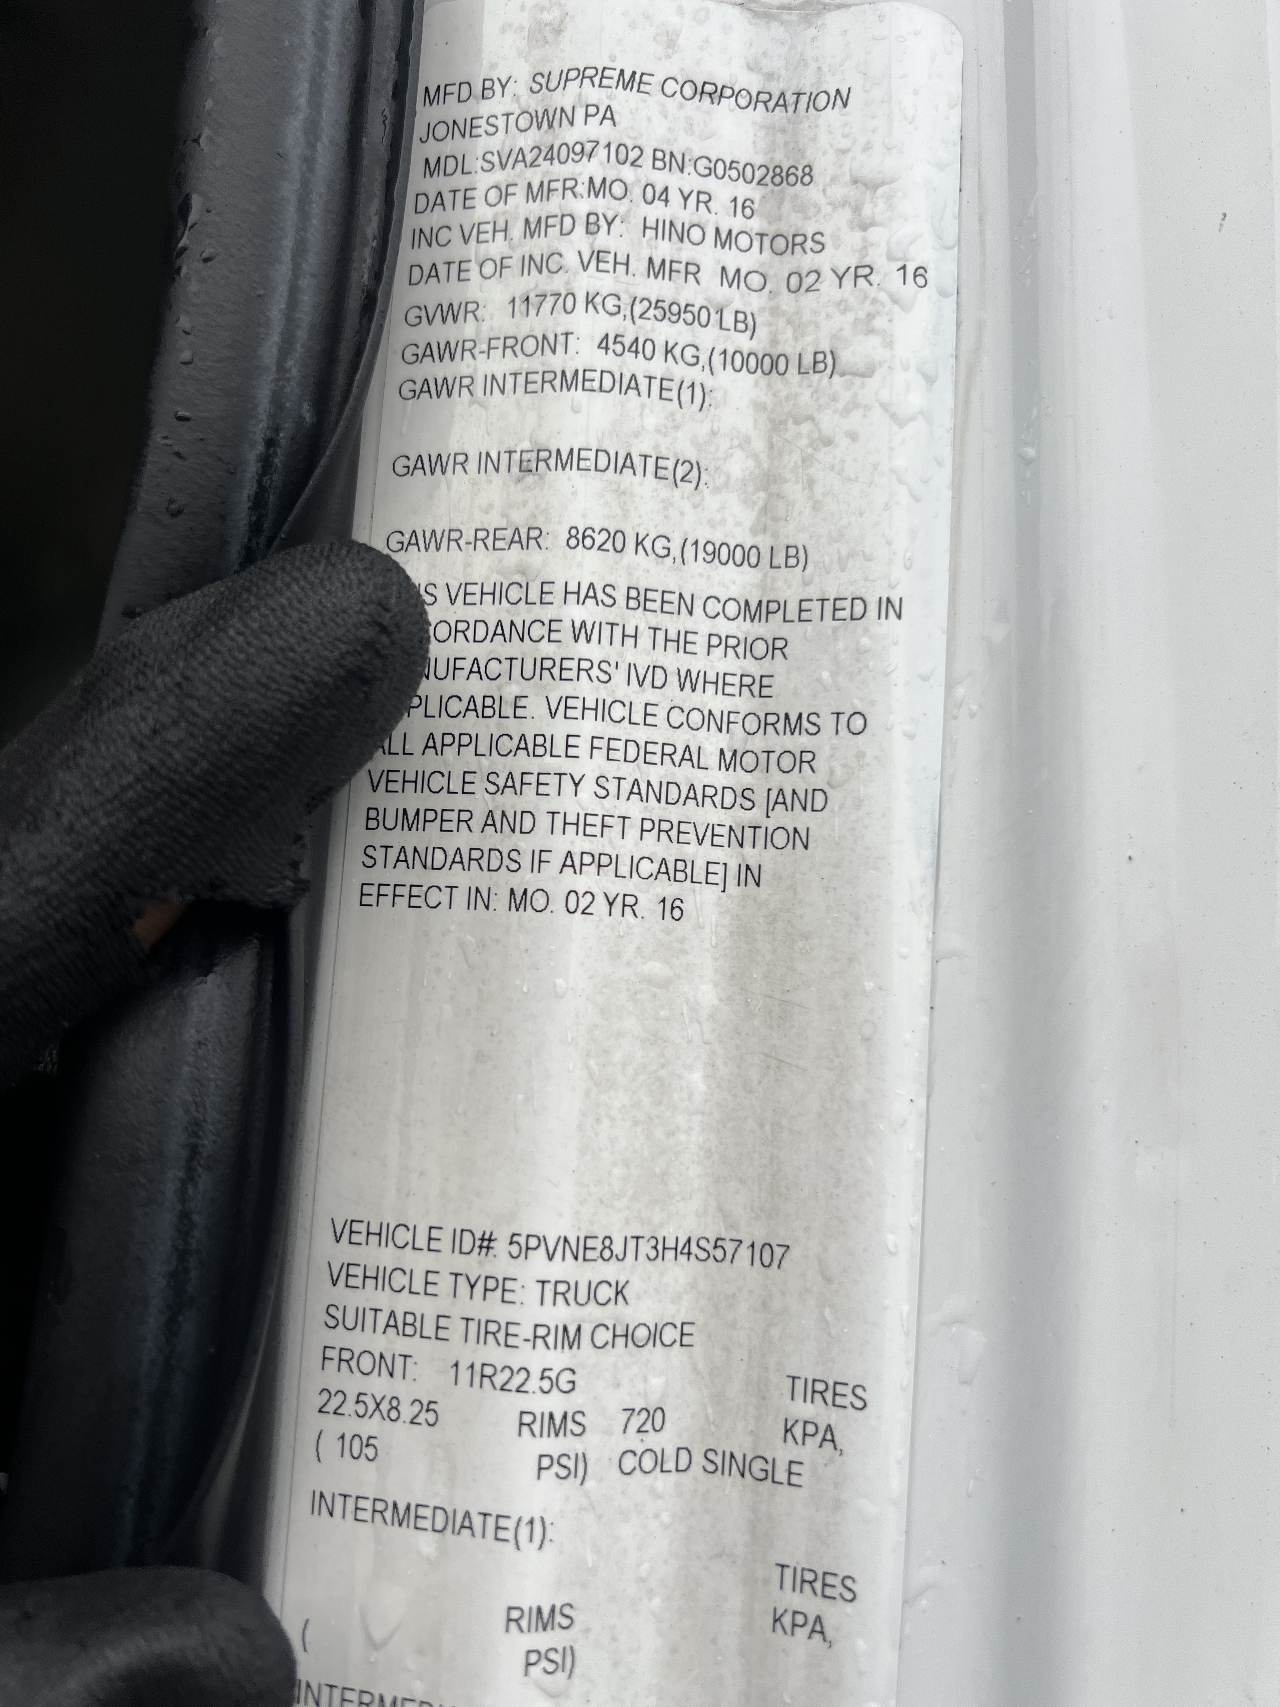 MFD BY: SUPREME CORPORATION
JONESTOWN PA
MDL:SVA24097102 BN:G0502868
DATE OF MFR:MO. 04 YR. 16
INC VEH. MFD BY: HINO MOTORS
DATE OF INC. VEH. MFR MO. 02 YR. 16
GVWR: 11770 KG,(25950 LB)
GAWR-FRONT: 4540 KG,(10000 LB)
GAWR INTERMEDIATE(1):
GAWR INTERMEDIATE(2):
GAWR-REAR: 8620 KG,(19000 LB)
VEHICLE HAS BEEN COMPLETED IN
WITH THE PRIOR
IVD WHERE
VEHICLE CONFORMS TO
ALL APPLICABLE FEDERAL MOTOR
VEHICLE SAFETY STANDARDS [AND
BUMPER AND THEFT PREVENTION
STANDARDS IF APPLICABLE] IN
EFFECT IN: MO. 02 YR. 16
VEHICLE ID#: 5PVNE8JT3H4S57107
VEHICLE TYPE: TRUCK
SUITABLE TIRE-RIM CHOICE
FRONT: 11R22.5G TIRES
22.5X8.25 RIMS 720 KPA,
( 105 PSI) COLD SINGLE
INTERMEDIATE(1):
TIRES
RIMS KPA,
( PSI)